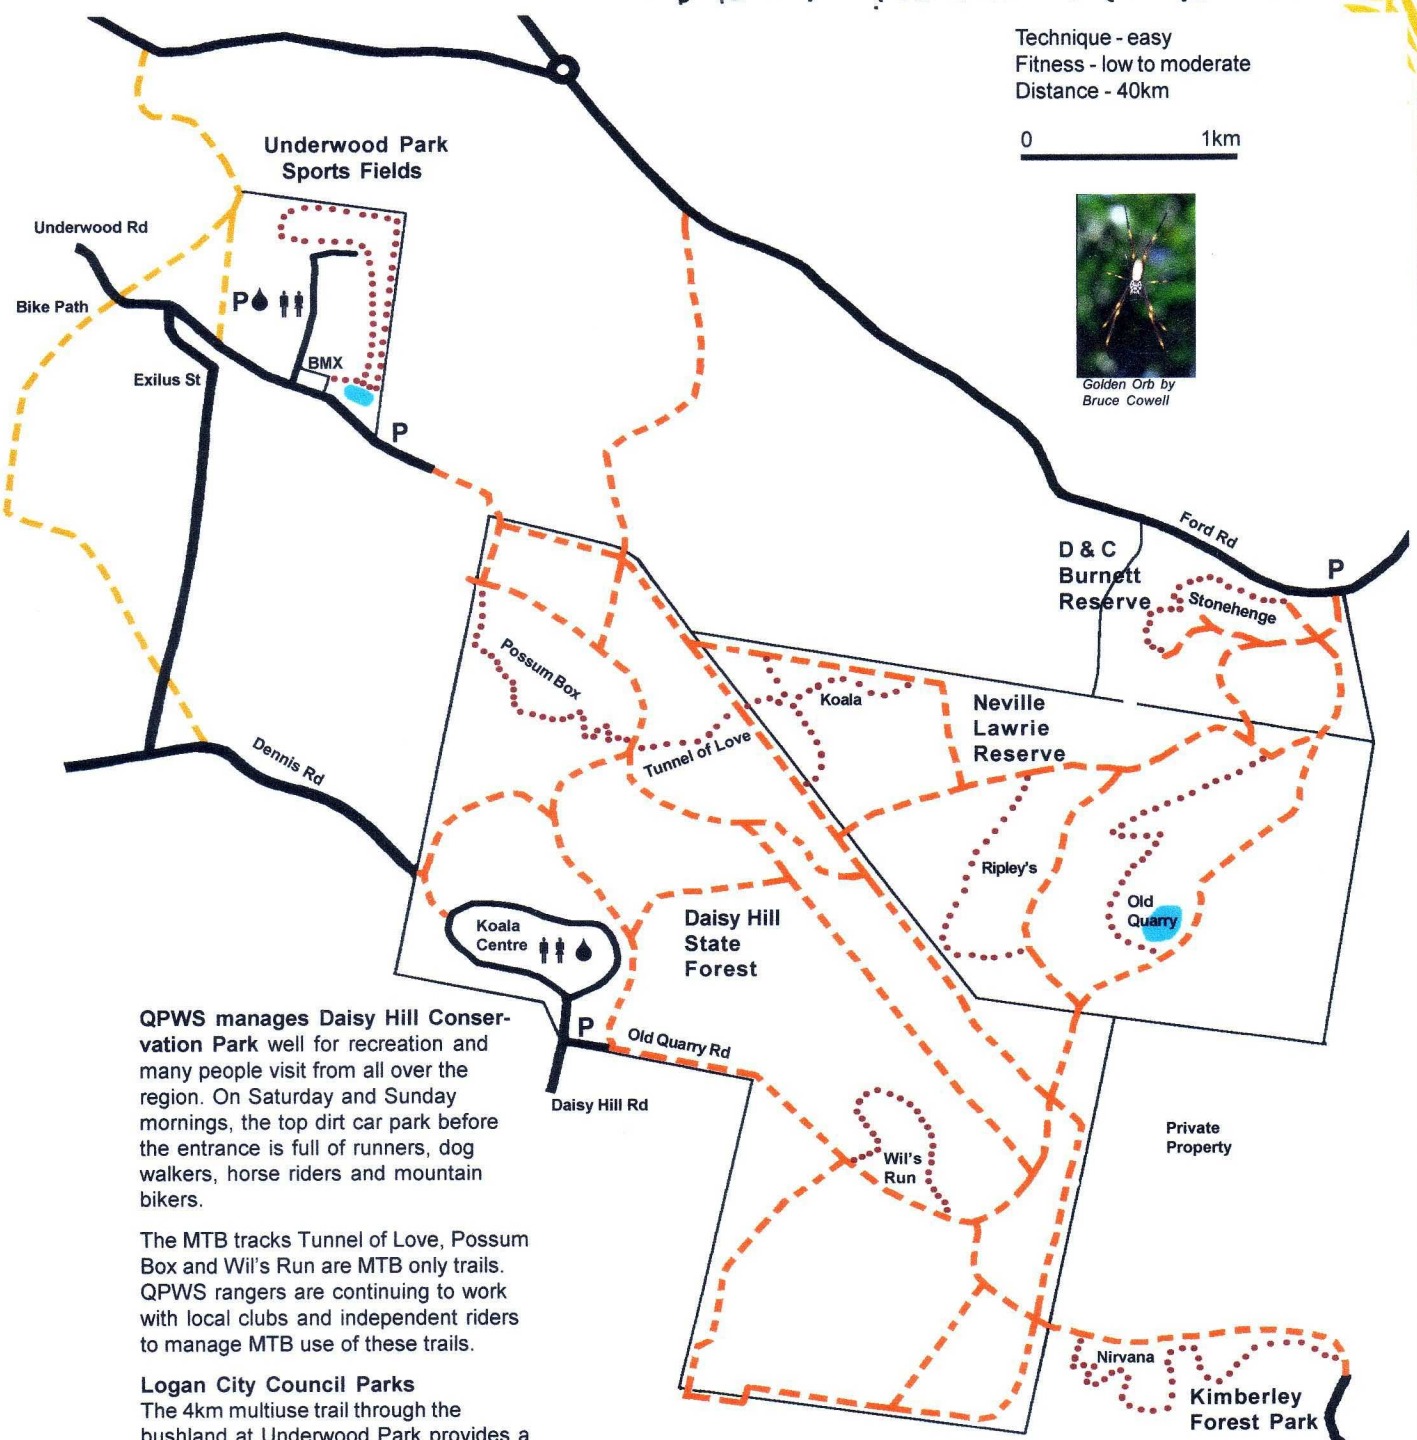 Technique - easy
Fitness - low to moderate
Distance - 40km
0 1km
Underwood Park
Sports Fields
Underwood Rd
Bike Path
P
Exilus St
BMX
P
Golden Orb by
Bruce Cowell
Ford Rd
P
D & C
Burnett
Reserve
Stonehenge
Possum Box
Koala
Neville
Lawrie
Reserve
Tunnel of Love
Dennis Rd
Ripley's
Old
Quarry
Koala
Centre
Daisy Hill
State
Forest
P
Old Quarry Rd
Daisy Hill Rd
Wil's
Run
Private
Property
QPWS manages Daisy Hill Conser-
vation Park well for recreation and
many people visit from all over the
region. On Saturday and Sunday
mornings, the top dirt car park before
the entrance is full of runners, dog
walkers, horse riders and mountain
bikers.
The MTB tracks Tunnel of Love, Possum
Box and Wil's Run are MTB only trails.
QPWS rangers are continuing to work
with local clubs and independent riders
to manage MTB use of these trails.
Logan City Council Parks
The 4km multiuse trail through the
bushland at Underwood Park provides a
Nirvana
Kimberley
Forest Park